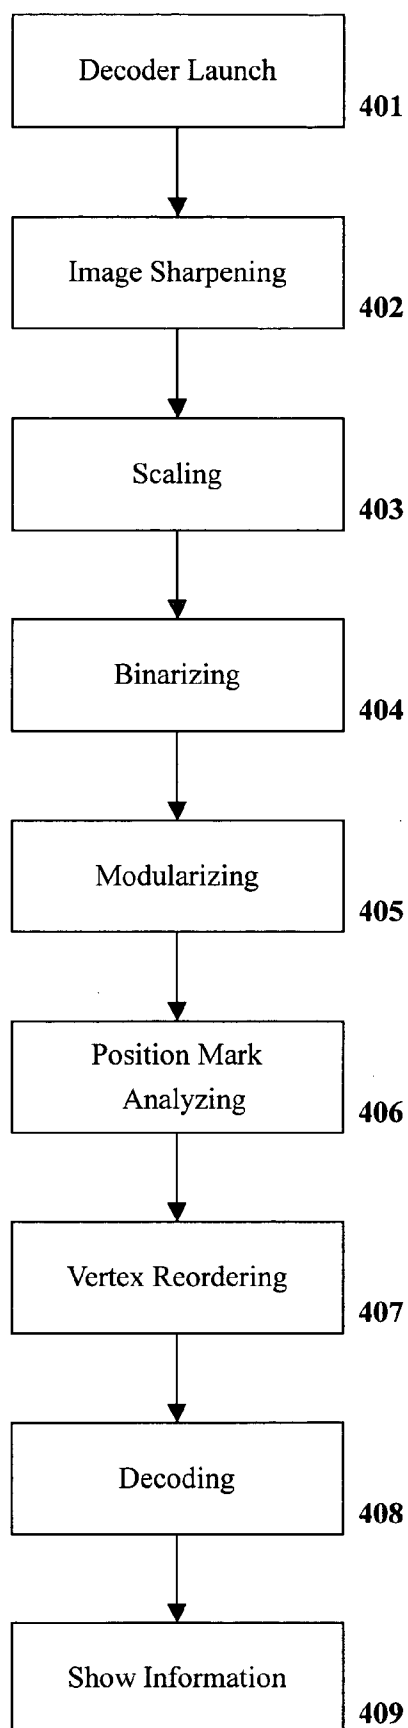 Decoder Launch
401
Image Sharpening
402
Scaling
403
Binarizing
404
Modularizing
405
Position Mark
Analyzing
406
Vertex Reordering
407
Decoding
408
Show Information
409